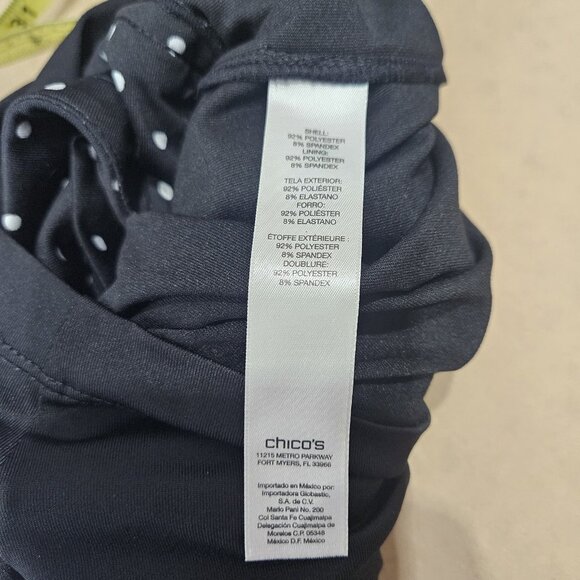 SHELL:
92% POLYESTER
8% SPANDEX
LINING:
92% POLYESTER
8% SPANDEX
TELA EXTERIOR:
92% POLIÉSTER
8% ELASTANO
FORRO:
92% POLIÉSTER
8% ELASTANO
ÉTOFFE EXTÉRIEURE :
92% POLYESTER
8% SPANDEX
DOUBLURE:
92% POLYESTER
8% SPANDEX
chico's
11215 METRO PARKWAY
FORT MYERS, FL 33966
Importado en México por:
Importadora Globastic,
S.A. de C.V.
Mario Pani No. 200
Col Santa Fe Cuajimalpa
Delegación Cuajimalpa de
Morelos C.P. 05348
México D.F. México